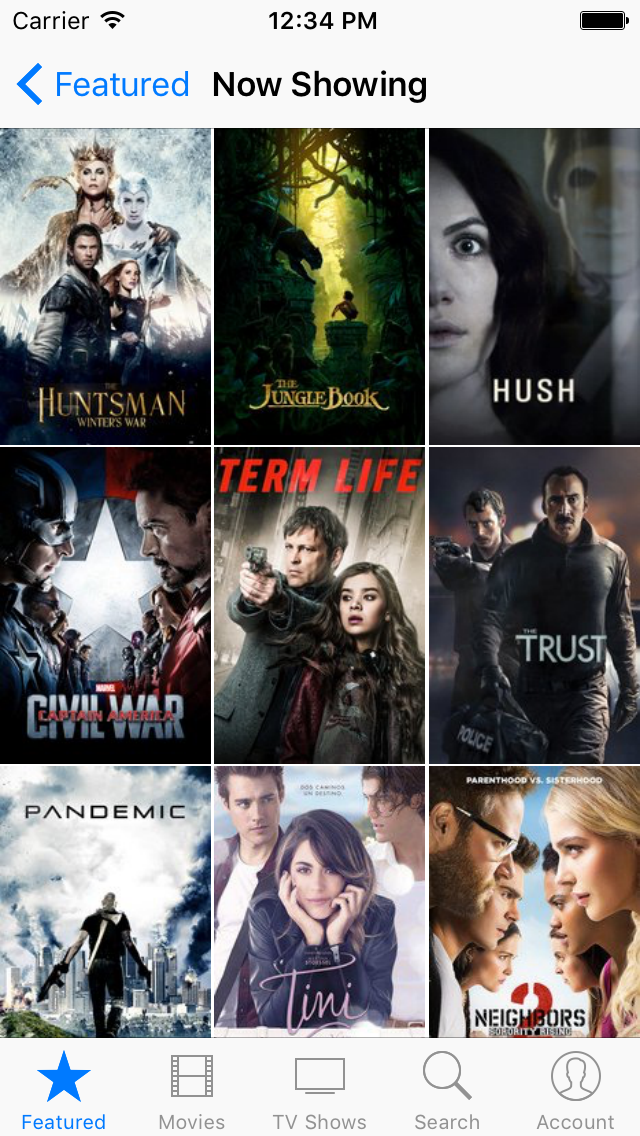 Carrier
12:34 PM
Featured
Now Showing
THE
HUNTSMAN
WINTER'S WAR
THE
JUNGLE BOOK
HUSH
MARVEL
CAPTAIN AMERICA
CIVIL WAR
TERM LIFE
THE
TRUST
POLICE
PANDEMIC
DOS CAMINOS
UN DESTINO
Tini
PARENTHOOD VS. SISTERHOOD
2
NEIGHBORS
SORORITY RISING
Featured
Movies
TV Shows
Search
Account